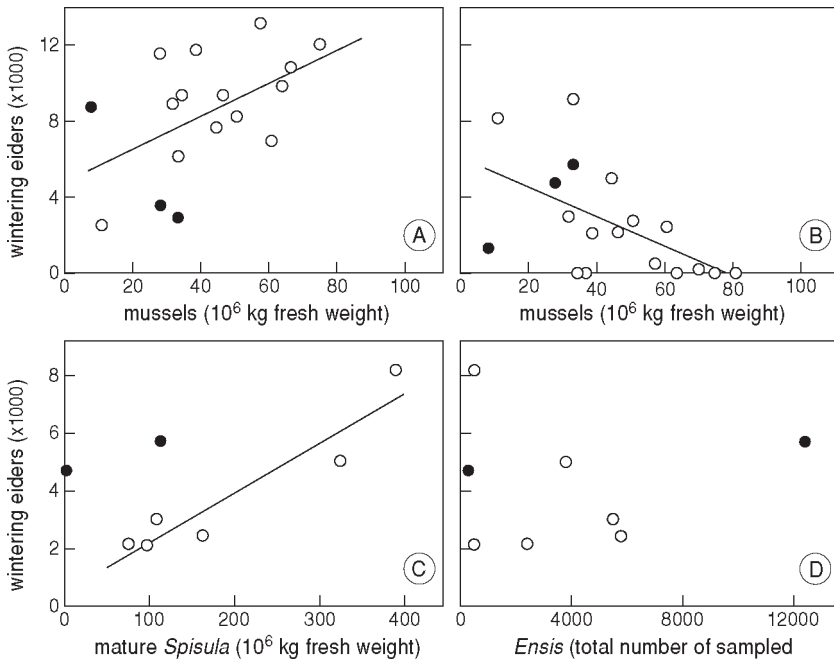 12
8
4
0
wintering eiders (x1000)
0 20 40 60 80 100
mussels (10⁶ kg fresh weight)
A
0 20 40 60 80 100
mussels (10⁶ kg fresh weight)
B
8
6
4
2
0
wintering eiders (x1000)
0 100 200 300 400
mature Spisula (10⁶ kg fresh weight)
C
0 4000 8000 12000
Ensis (total number of sampled
D